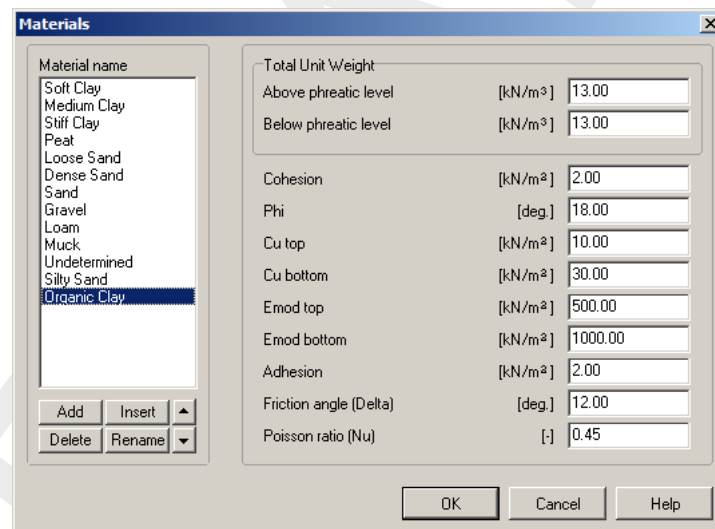 Materials
Material name
Soft Clay
Medium Clay
Stiff Clay
Peat
Loose Sand
Dense Sand
Sand
Gravel
Loam
Muck
Undetermined
Silty Sand
Organic Clay
Add Insert
Delete Rename
Total Unit Weight
Above phreatic level [kN/m³] 13.00
Below phreatic level [kN/m³] 13.00
Cohesion [kN/m²] 2.00
Phi [deg.] 18.00
Cu top [kN/m²] 10.00
Cu bottom [kN/m²] 30.00
Emod top [kN/m²] 500.00
Emod bottom [kN/m²] 1000.00
Adhesion [kN/m²] 2.00
Friction angle (Delta) [deg.] 12.00
Poisson ratio (Nu) [-] 0.45
OK Cancel Help